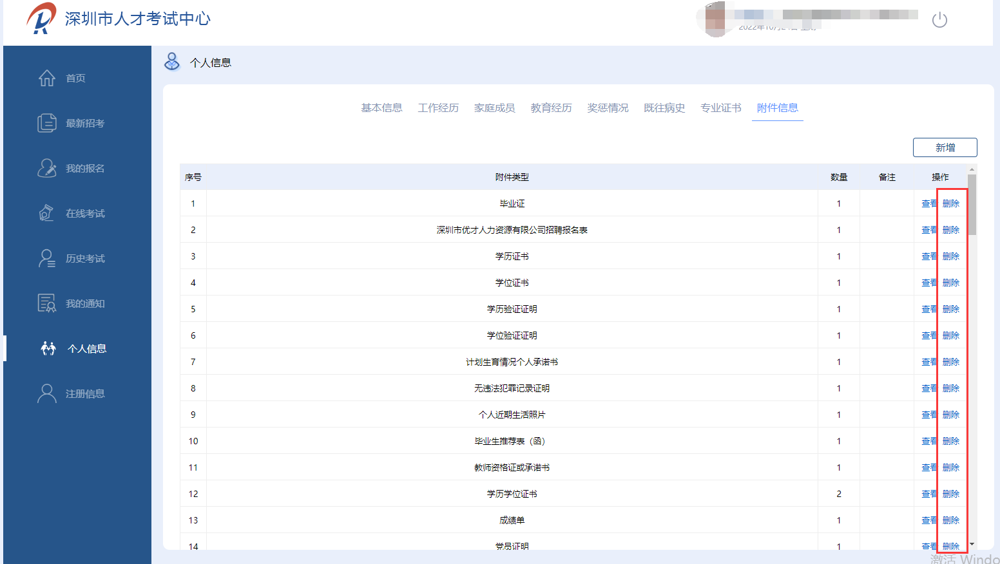 深圳市人才考试中心
首页
最新招考
我的报名
在线考试
历史考试
我的通知
个人信息
注册信息
个人信息
基本信息 工作经历 家庭成员 教育经历 奖惩情况 既往病史 专业证书 附件信息
新增
序号 附件类型 数量 备注 操作
1 毕业证 1 查看 删除
2 深圳市优才人力资源有限公司招聘报名表 1 查看 删除
3 学历证书 1 查看 删除
4 学位证书 1 查看 删除
5 学历验证证明 1 查看 删除
6 学位验证证明 1 查看 删除
7 计划生育情况个人承诺书 1 查看 删除
8 无违法犯罪记录证明 1 查看 删除
9 个人近期生活照片 1 查看 删除
10 毕业生推荐表（函） 1 查看 删除
11 教师资格证或承诺书 1 查看 删除
12 学历学位证书 2 查看 删除
13 成绩单 1 查看 删除
14 党员证明 1 查看 删除
激活 Windo